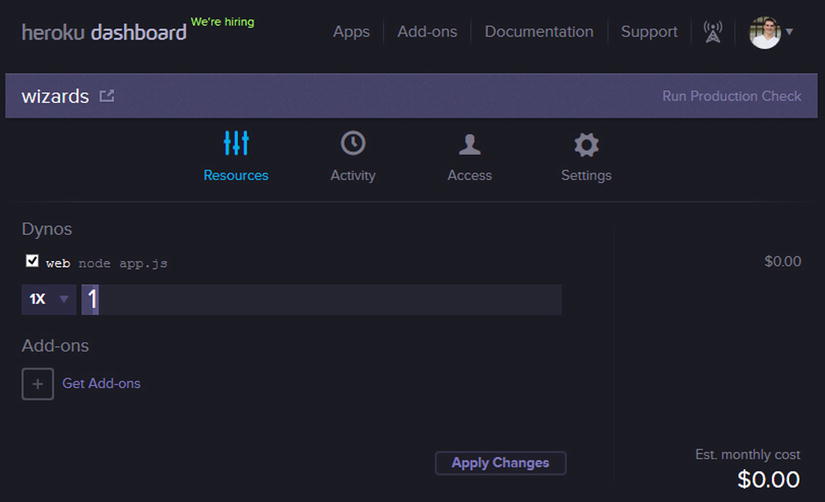 heroku dashboard We're hiring Apps Add-ons Documentation Support
wizards Run Production Check
Resources Activity Access Settings
Dynos
web node app.js $0.00
1X 1
Add-ons
+ Get Add-ons
Apply Changes
Est. monthly cost
$0.00